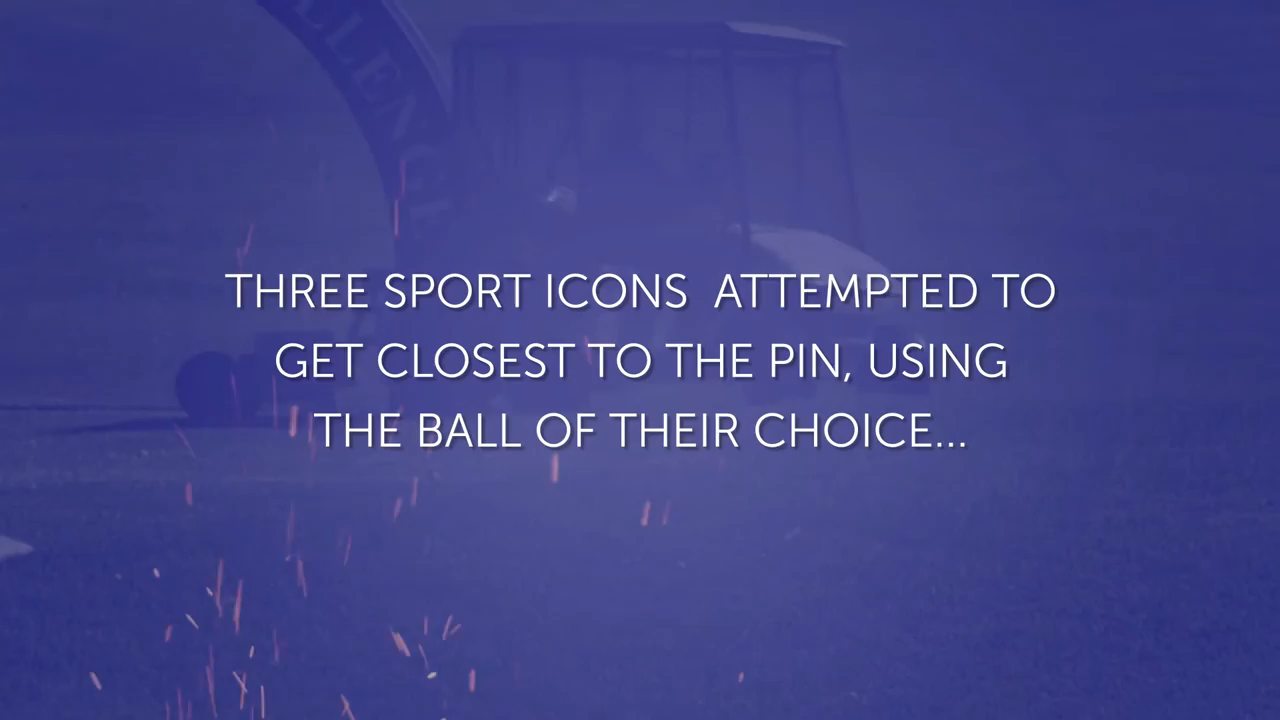 THREE SPORT ICONS  ATTEMPTED TO
GET CLOSEST TO THE PIN, USING
THE BALL OF THEIR CHOICE...